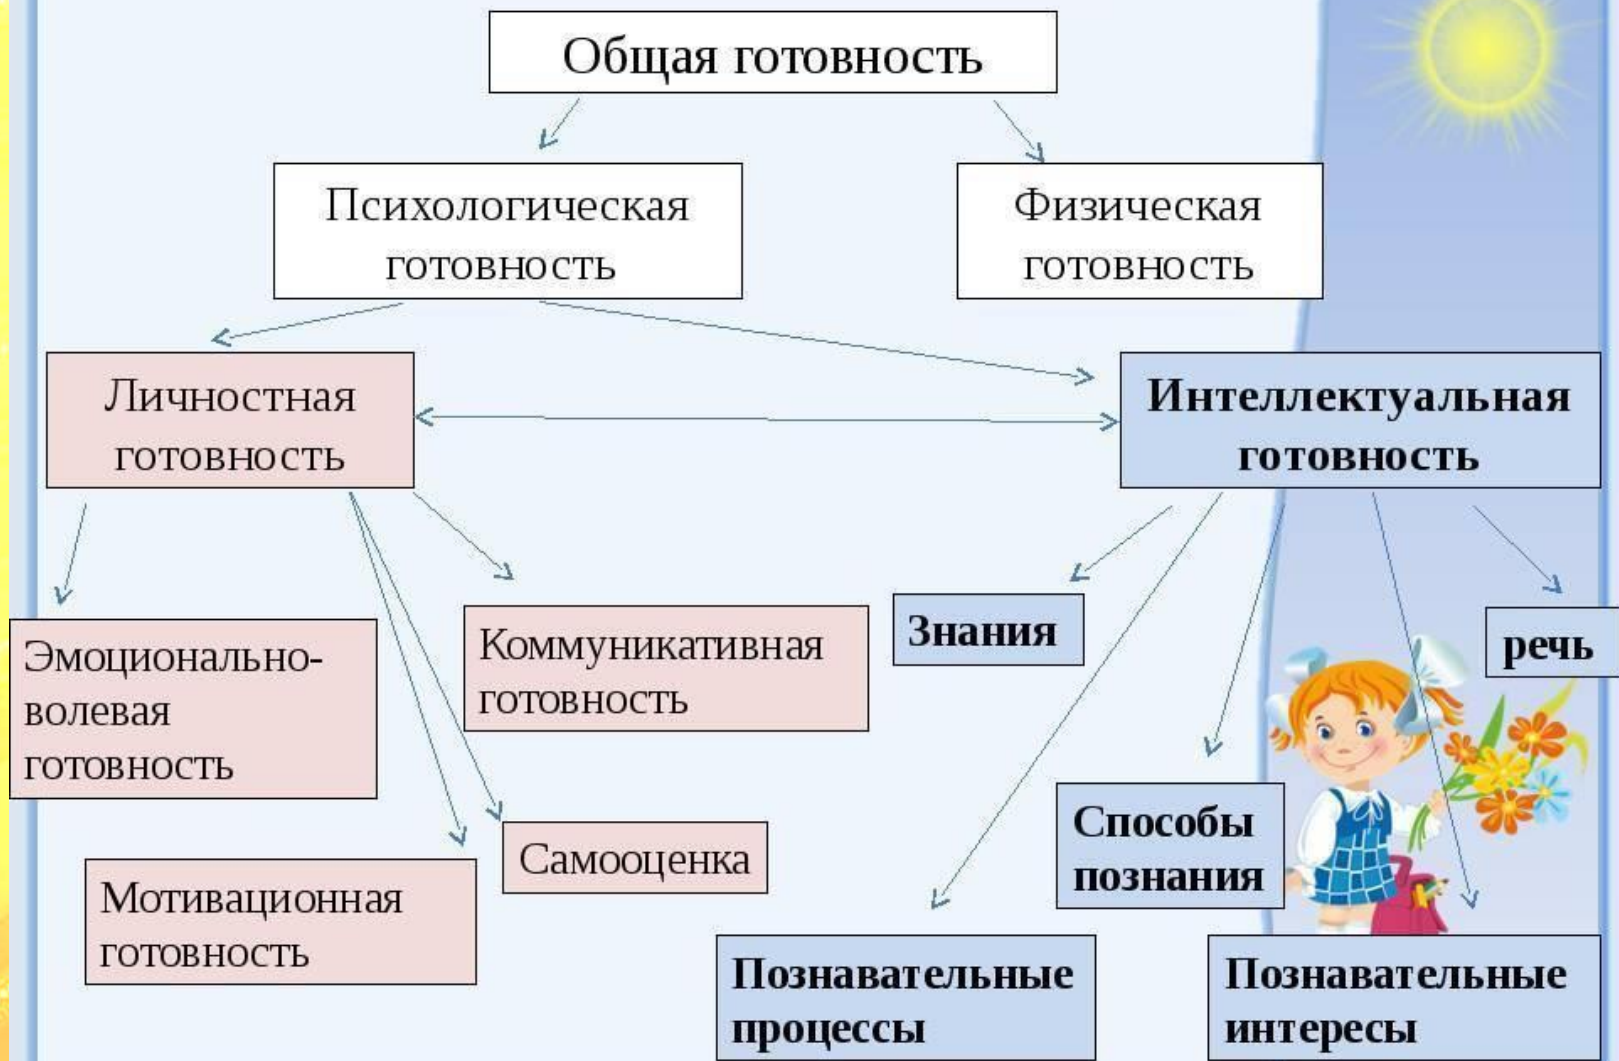 Общая готовность
Психологическая
готовность
Физическая
готовность
Личностная
готовность
Интеллектуальная
готовность
Эмоционально-
волевая
готовность
Коммуникативная
готовность
Знания
речь
Мотивационная
готовность
Самооценка
Способы
познания
Познавательные
процессы
Познавательные
интересы